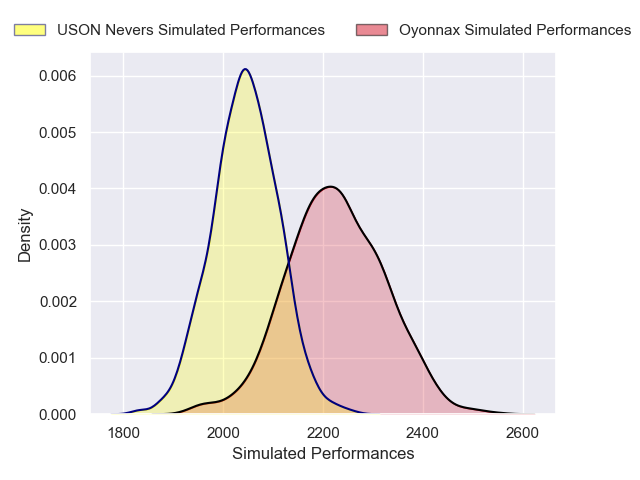 USON Nevers Simulated Performances
Oyonnax Simulated Performances
0.006
0.005
0.004
0.003
0.002
0.001
0.000
Density
1800 2000 2200 2400 2600
Simulated Performances